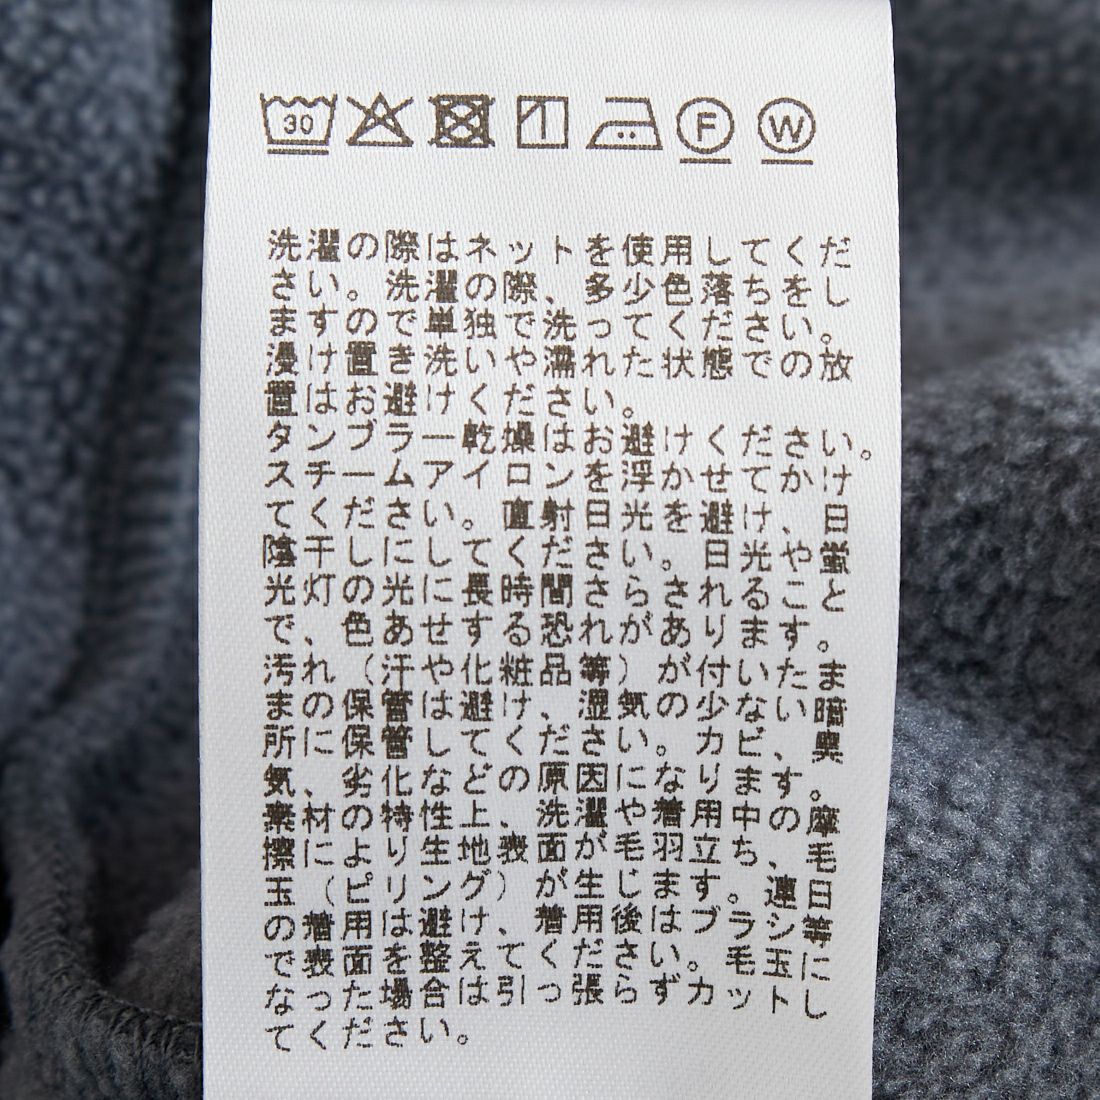 洗濯の際はネットを使用してくだ
さい。洗濯の際、多少色落ちをし
ますので単独で洗ってください。
浸け置き洗いや濡れた状態での放
置はお避けください。
タンブラー乾燥はお避けください。
スチームアイロンを浮かせてかけ
てください。直射日光を避け、日
陰干しにしてください。日光や蛍
光灯の光に長時間さらされること
で、色あせする恐れがあります。
汚れ(汗や化粧品等)が付いたま
まの保管は避け、湿気の少ない暗
所に保管してください。カビ、臭
気、劣化などの原因になります。
素材の特性上、洗濯や着用中の摩
擦により生地表面が毛羽立ち、毛
玉(ピリング)が生じます。連日
の着用は避け、着用後はブラシ等
で表面を整えてください。毛玉に
なった場合は引っ張らずカットし
てください。
30
F
W